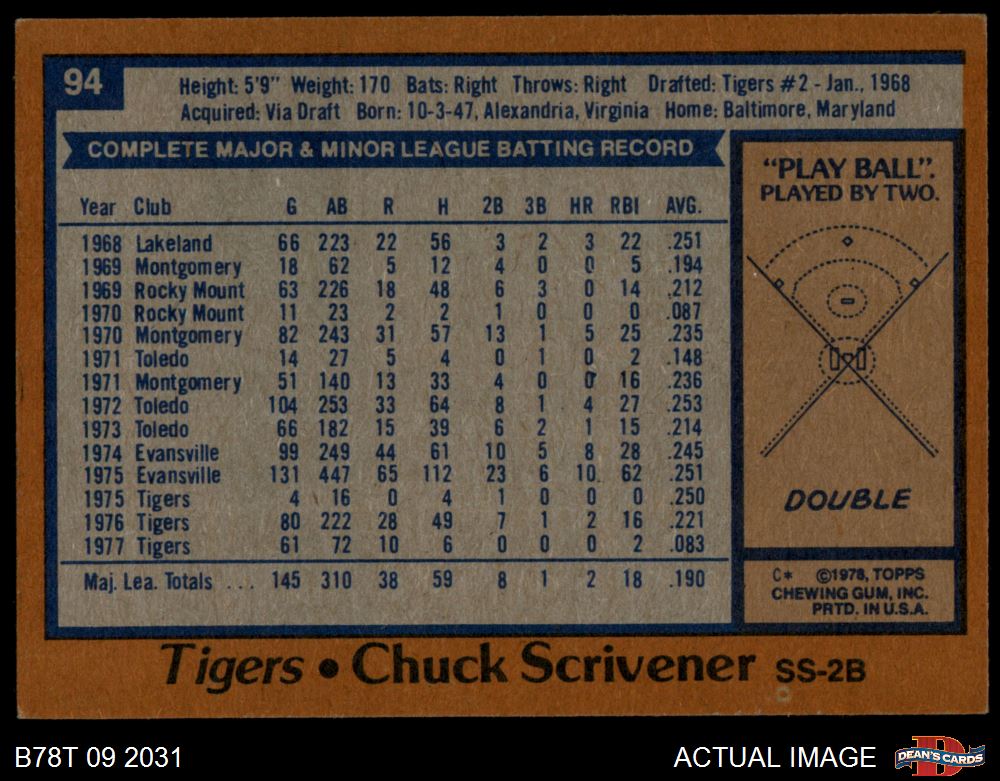 94
Height: 5'9" Weight: 170 Bats: Right Throws: Right Drafted: Tigers #2 - Jan., 1968
Acquired: Via Draft Born: 10-3-47, Alexandria, Virginia Home: Baltimore, Maryland
COMPLETE MAJOR & MINOR LEAGUE BATTING RECORD
Year Club G AB R H 2B 3B HR RBI AVG.
1968 Lakeland 66 223 22 56 3 2 3 22 .251
1969 Montgomery 18 62 5 12 4 0 0 5 .194
1969 Rocky Mount 63 226 18 48 6 3 0 14 .212
1970 Rocky Mount 11 23 2 2 1 0 0 0 .087
1970 Montgomery 82 243 31 57 13 1 5 25 .235
1971 Toledo 14 27 5 4 0 1 0 2 .148
1971 Montgomery 51 140 13 33 4 0 0 16 .236
1972 Toledo 104 253 33 64 8 1 4 27 .253
1973 Toledo 66 182 15 39 6 2 1 15 .214
1974 Evansville 99 249 44 61 10 5 8 28 .245
1975 Evansville 131 447 65 112 23 6 10. 62 .251
1975 Tigers 4 16 0 4 1 0 0 0 .250
1976 Tigers 80 222 28 49 7 1 2 16 .221
1977 Tigers 61 72 10 6 0 0 0 2 .083
Maj. Lea. Totals ... 145 310 38 59 8 1 2 18 .190
"PLAY BALL".
PLAYED BY TWO.
DOUBLE
C* ©1978, TOPPS
CHEWING GUM, INC.
PRTD. IN U.S.A.
Tigers • Chuck Scrivener SS-2B
B78T 09 2031
ACTUAL IMAGE
D
DEAN'S CARDS